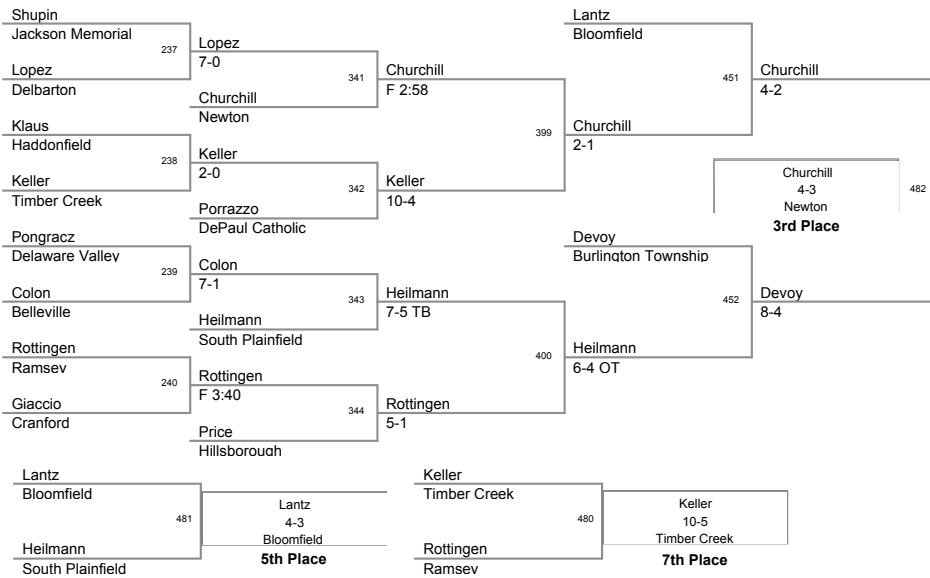 Shupin
Jackson Memorial
237
Lopez
Delbarton
Lopez
7-0
341
Churchill
Newton
Klaus
Haddonfield
238
Keller
Timber Creek
Keller
2-0
342
Porrazzo
DePaul Catholic
Churchill
F 2:58
399
Keller
10-4
Pongracz
Delaware Valley
239
Colon
Belleville
Colon
7-1
343
Heilmann
South Plainfield
Rottingen
Ramsey
240
Giaccio
Cranford
Rottingen
F 3:40
344
Price
Hillsborough
Heilmann
7-5 TB
400
Rottingen
5-1
Lantz
Bloomfield
451
Churchill
2-1
Churchill
4-2
Churchill
4-3
Newton
482
3rd Place
Devoy
Burlington Township
452
Heilmann
6-4 OT
Devoy
8-4
Lantz
Bloomfield
481
Heilmann
South Plainfield
Lantz
4-3
Bloomfield
5th Place
Keller
Timber Creek
480
Rottingen
Ramsey
Keller
10-5
Timber Creek
7th Place